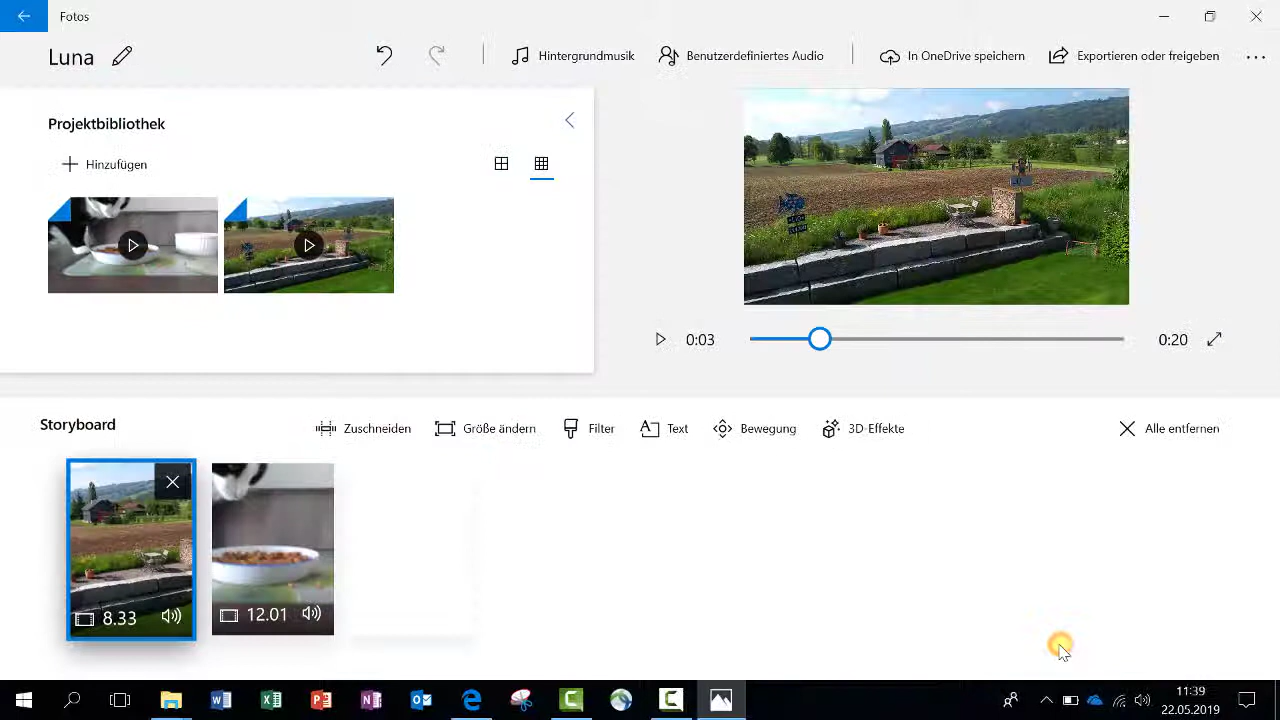 Fotos
Luna
Hintergrundmusik
Benutzerdefiniertes Audio
In OneDrive speichern
Exportieren oder freigeben
Projektbibliothek
Hinzufügen
0:03
0:20
Storyboard
Zuschneiden
Größe ändern
Filter
Text
Bewegung
3D-Effekte
Alle entfernen
8.33
12.01
11:39
22.05.2019